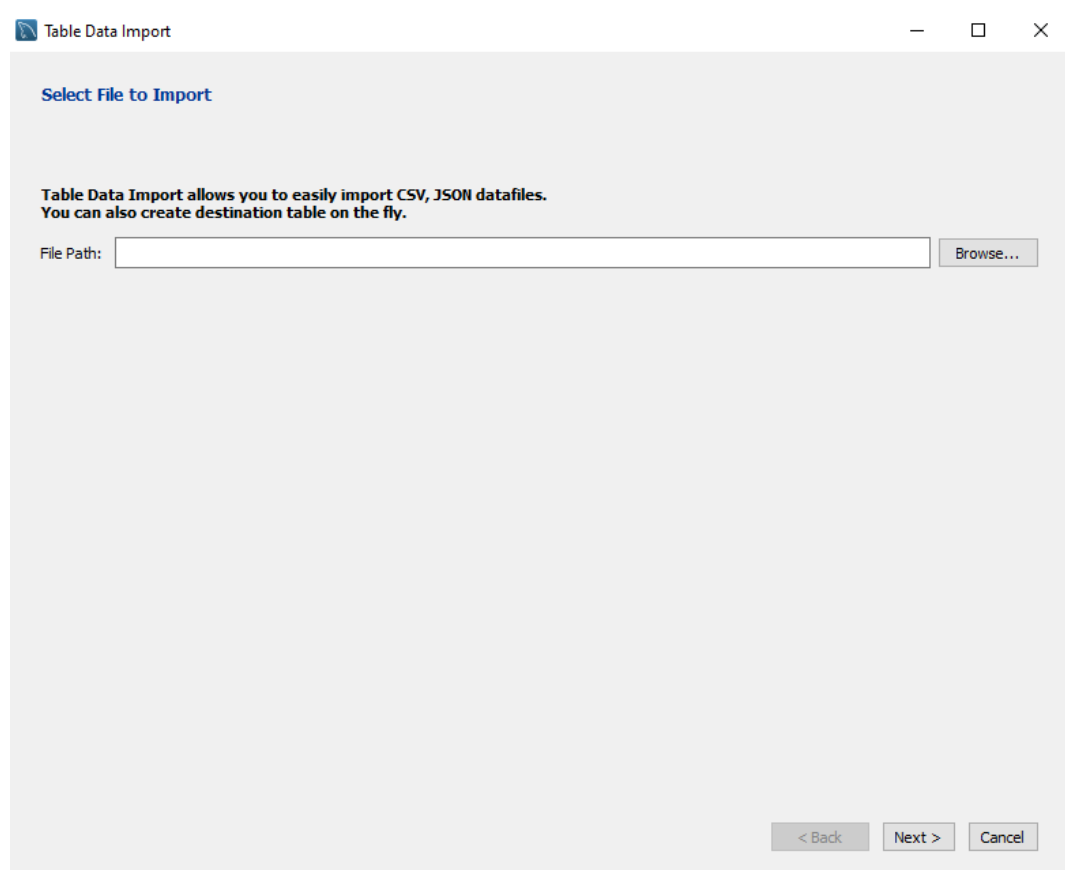 Table Data Import
Select File to Import
Table Data Import allows you to easily import CSV, JSON datafiles.
You can also create destination table on the fly.
File Path:
Browse...
< Back
Next >
Cancel